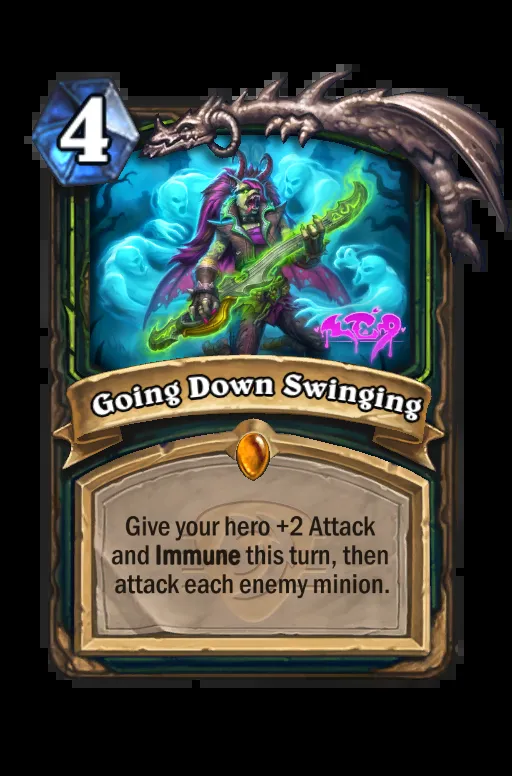 4
Going Down Swinging
Give your hero +2 Attack
and Immune this turn, then
attack each enemy minion.